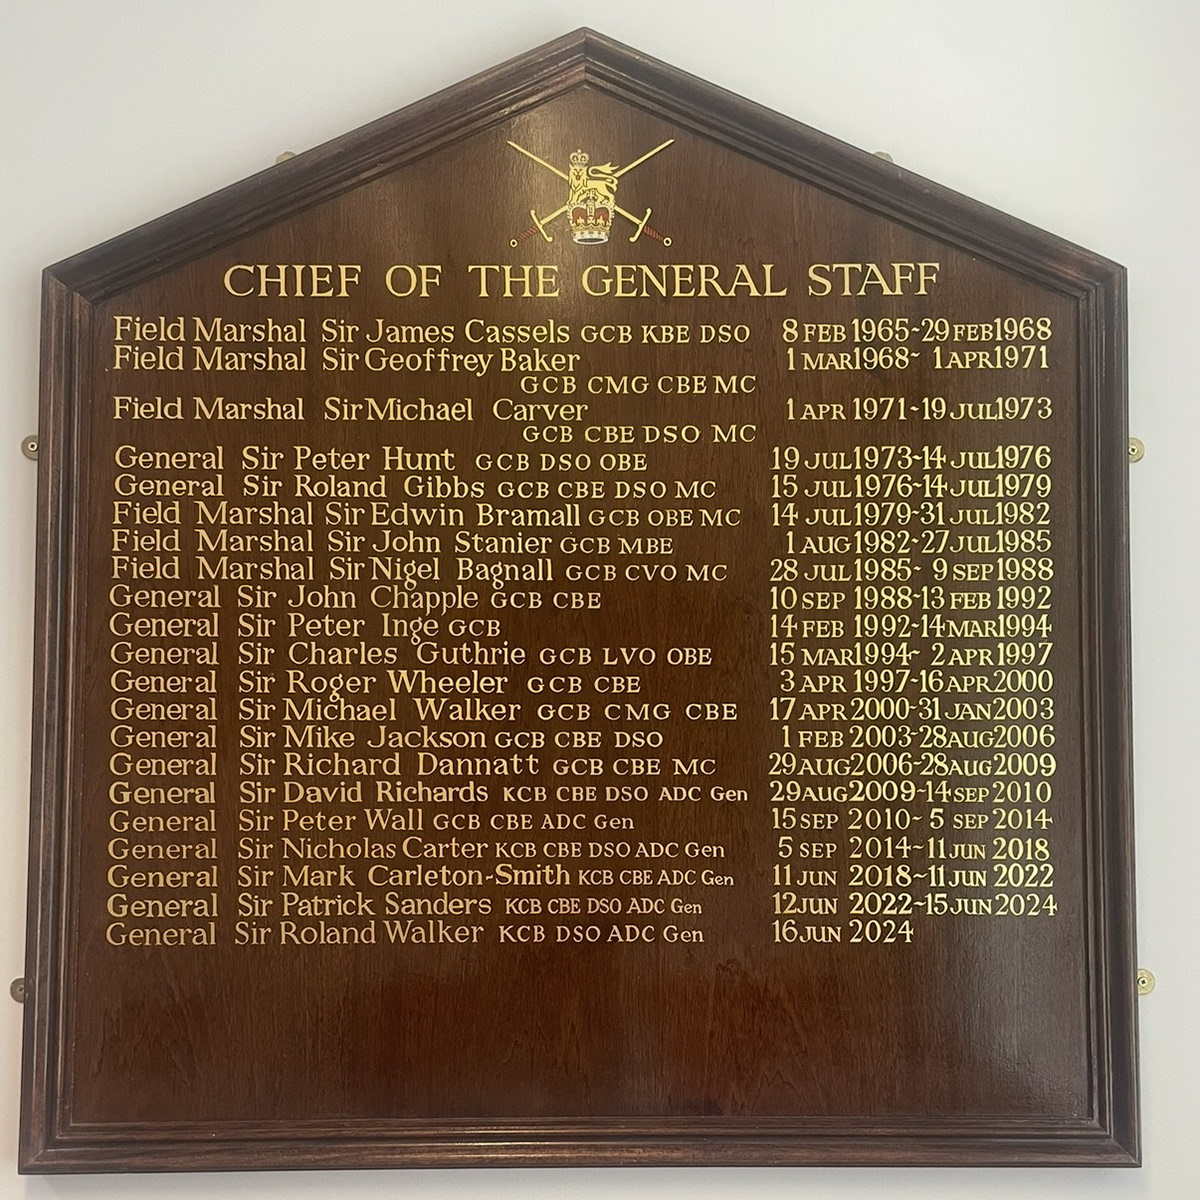 CHIEF OF THE GENERAL STAFF
Field Marshal Sir James Cassels GCB KBE DSO 8 FEB 1965~29 FEB 1968
Field Marshal Sir Geoffrey Baker 1 MAR 1968~ 1 APR 1971
GCB CMG CBE MC
Field Marshal Sir Michael Carver 1 APR 1971~19 JUL 1973
GCB CBE DSO MC
General Sir Peter Hunt GCB DSO OBE 19 JUL 1973~14 JUL 1976
General Sir Roland Gibbs GCB CBE DSO MC 15 JUL 1976~14 JUL 1979
Field Marshal Sir Edwin Bramall GCB OBE MC 14 JUL 1979~31 JUL 1982
Field Marshal Sir John Stanier GCB MBE 1 AUG 1982~27 JUL 1985
Field Marshal Sir Nigel Bagnall GCB CVO MC 28 JUL 1985~ 9 SEP 1988
General Sir John Chapple GCB CBE 10 SEP 1988~13 FEB 1992
General Sir Peter Inge GCB 14 FEB 1992~14 MAR 1994
General Sir Charles Guthrie GCB LVO OBE 15 MAR 1994~ 2 APR 1997
General Sir Roger Wheeler GCB CBE 3 APR 1997~16 APR 2000
General Sir Michael Walker GCB CMG CBE 17 APR 2000~31 JAN 2003
General Sir Mike Jackson GCB CBE DSO 1 FEB 2003~28 AUG 2006
General Sir Richard Dannatt GCB CBE MC 29 AUG 2006~28 AUG 2009
General Sir David Richards KCB CBE DSO ADC Gen 29 AUG 2009~14 SEP 2010
General Sir Peter Wall GCB CBE ADC Gen 15 SEP 2010~ 5 SEP 2014
General Sir Nicholas Carter KCB CBE DSO ADC Gen 5 SEP 2014~11 JUN 2018
General Sir Mark Carleton-Smith KCB CBE ADC Gen 11 JUN 2018~11 JUN 2022
General Sir Patrick Sanders KCB CBE DSO ADC Gen 12 JUN 2022~15 JUN 2024
General Sir Roland Walker KCB DSO ADC Gen 16 JUN 2024